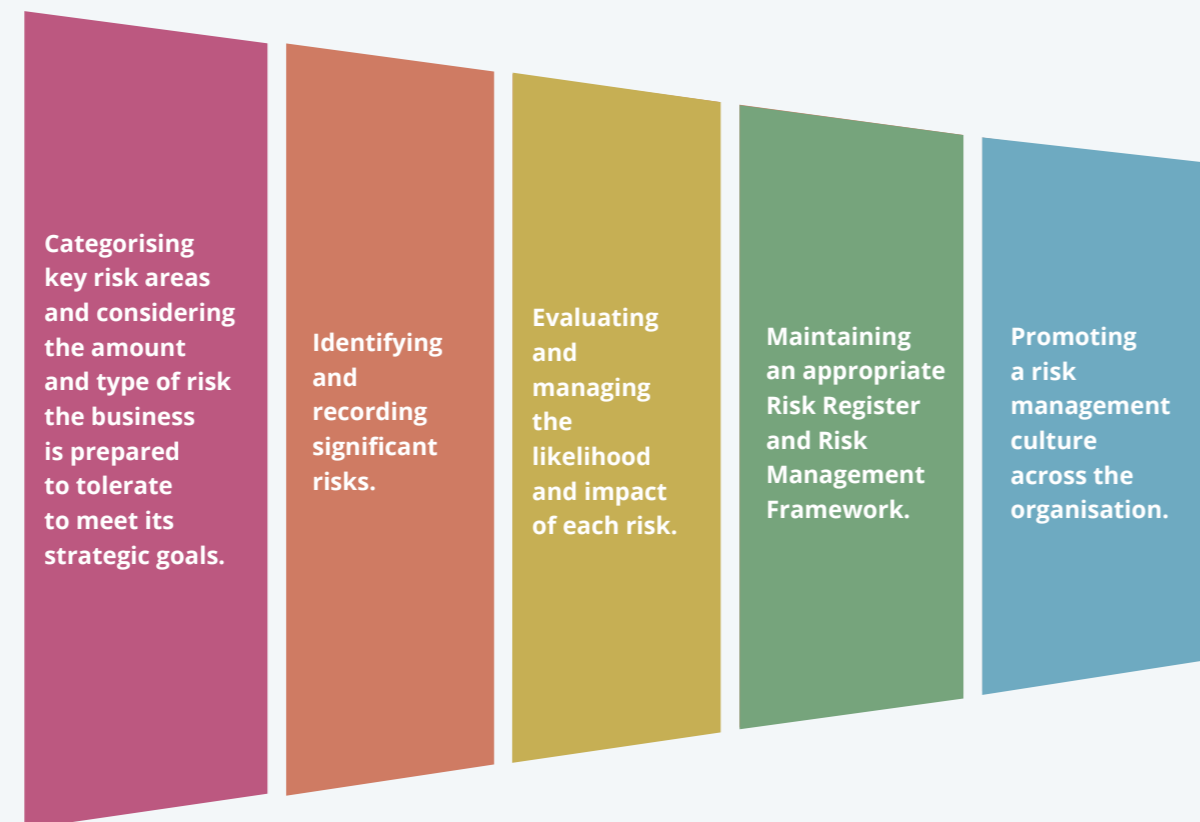 Categorising
key risk areas
and considering
the amount
and type of risk
the business
is prepared
to tolerate
to meet its
strategic goals.
Identifying
and
recording
significant
risks.
Evaluating
and
managing
the
likelihood
and impact
of each risk.
Maintaining
an appropriate
Risk Register
and Risk
Management
Framework.
Promoting
a risk
management
culture
across the
organisation.